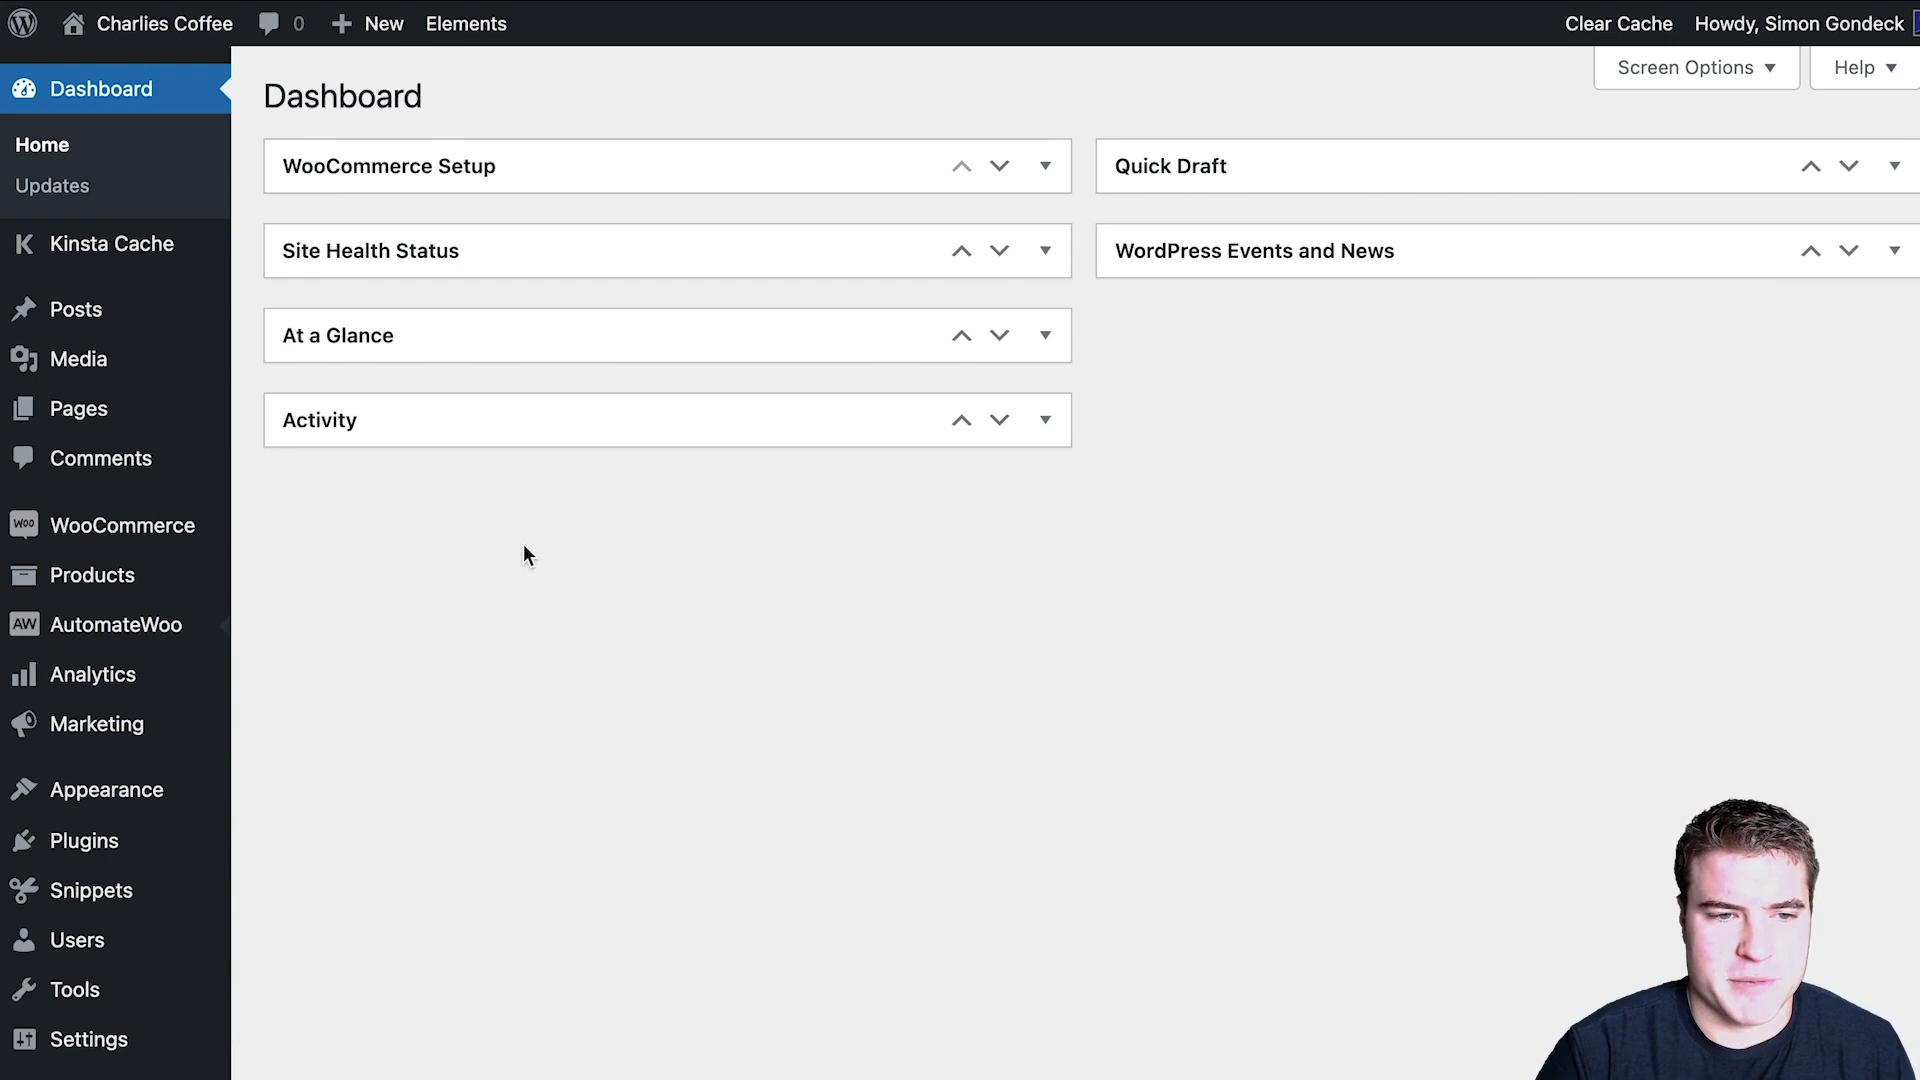 Charlies Coffee
0
New
Elements
Clear Cache
Howdy, Simon Gondeck
Screen Options
Help
Dashboard
Home
Updates
Kinsta Cache
Posts
Media
Pages
Comments
Woo
WooCommerce
Products
AW
AutomateWoo
Analytics
Marketing
Appearance
Plugins
Snippets
Users
Tools
Settings
Dashboard
WooCommerce Setup
Site Health Status
At a Glance
Activity
Quick Draft
WordPress Events and News